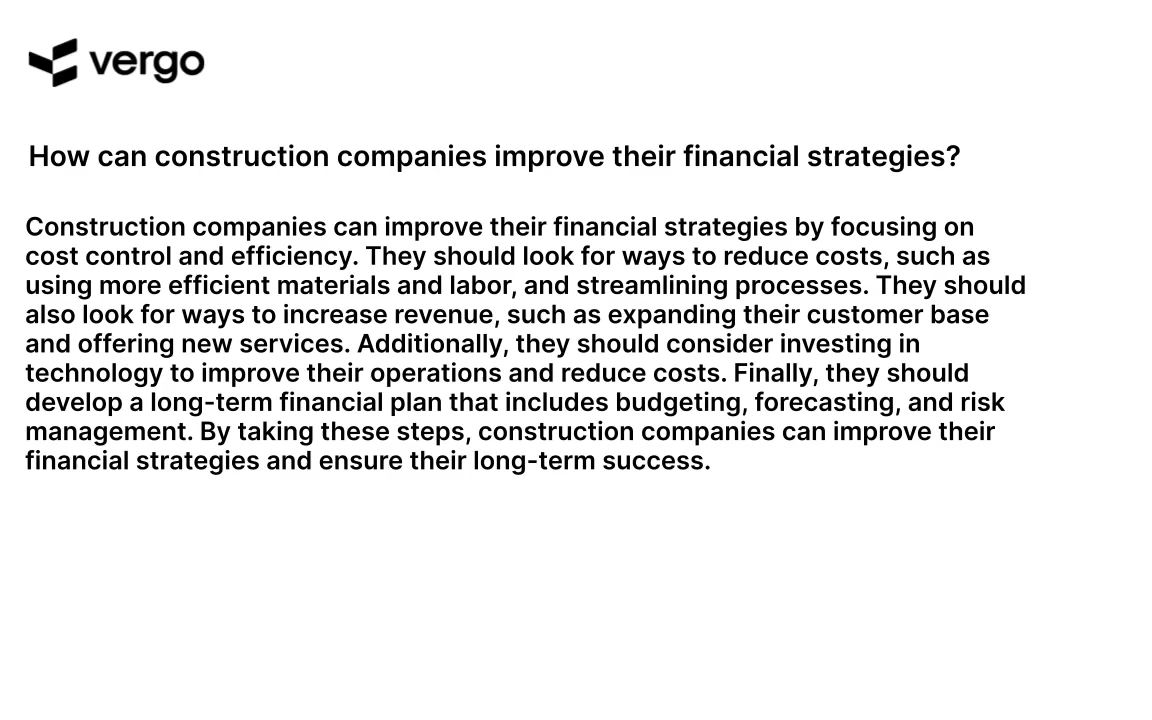 vergo
How can construction companies improve their financial strategies?
Construction companies can improve their financial strategies by focusing on
cost control and efficiency. They should look for ways to reduce costs, such as
using more efficient materials and labor, and streamlining processes. They should
also look for ways to increase revenue, such as expanding their customer base
and offering new services. Additionally, they should consider investing in
technology to improve their operations and reduce costs. Finally, they should
develop a long-term financial plan that includes budgeting, forecasting, and risk
management. By taking these steps, construction companies can improve their
financial strategies and ensure their long-term success.